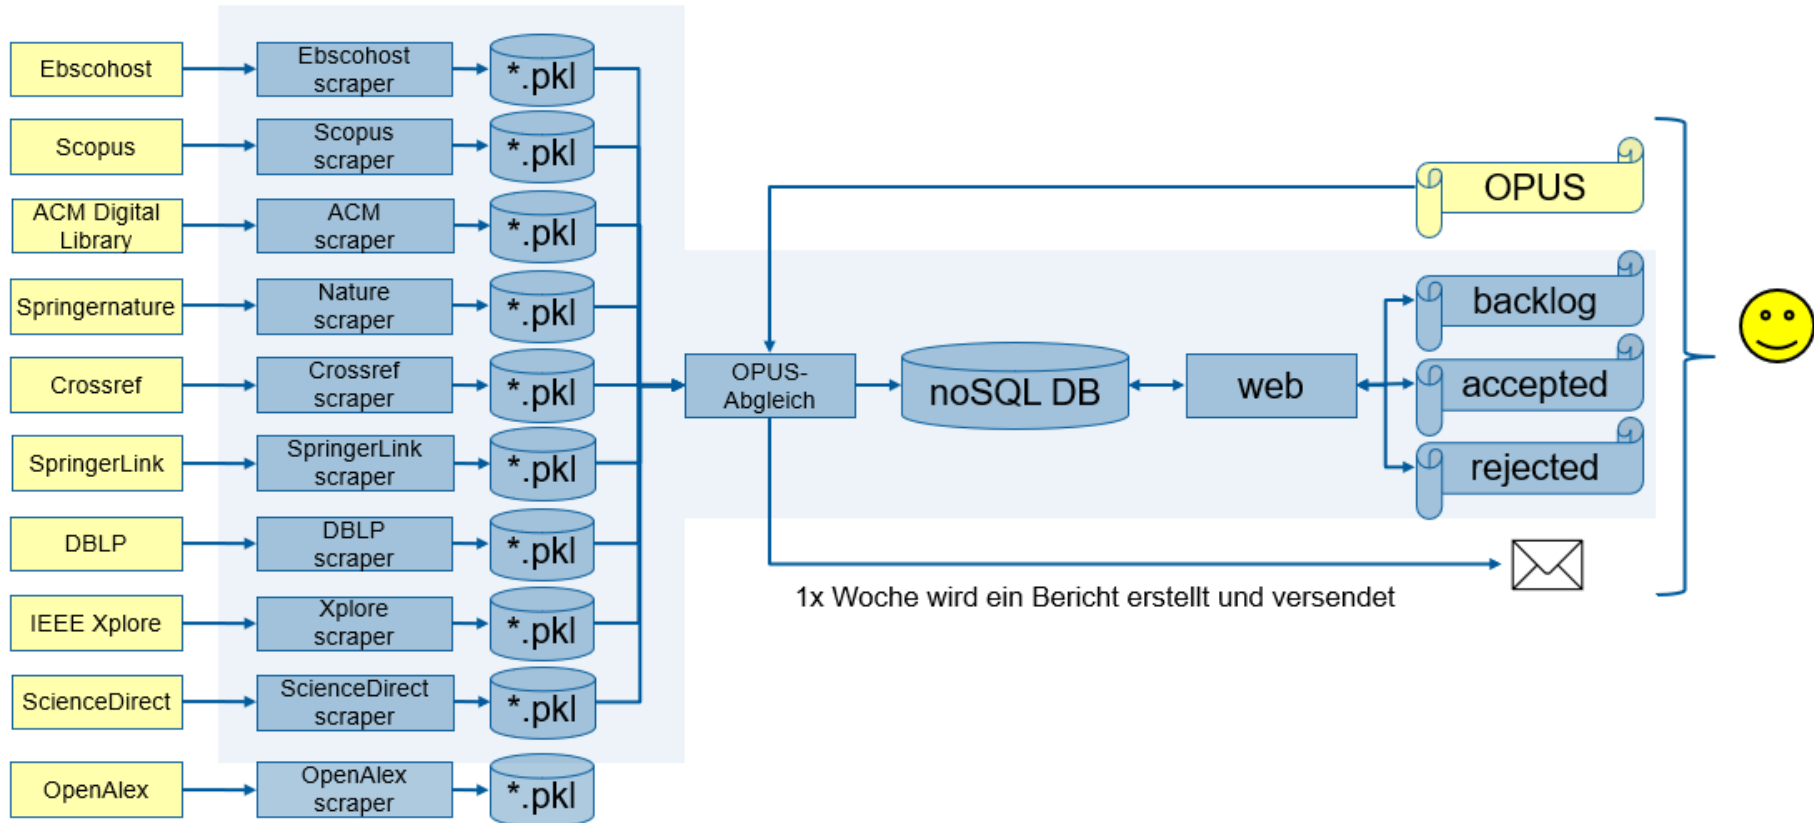 Ebscohost
Ebscohost
scraper
*.pkl
Scopus
Scopus
scraper
*.pkl
ACM Digital
Library
ACM
scraper
*.pkl
Springernature
Nature
scraper
*.pkl
Crossref
Crossref
scraper
*.pkl
SpringerLink
SpringerLink
scraper
*.pkl
DBLP
DBLP
scraper
*.pkl
IEEE Xplore
Xplore
scraper
*.pkl
ScienceDirect
ScienceDirect
scraper
*.pkl
OpenAlex
OpenAlex
scraper
*.pkl
OPUS-
Abgleich
noSQL DB
web
OPUS
backlog
accepted
rejected
1x Woche wird ein Bericht erstellt und versendet